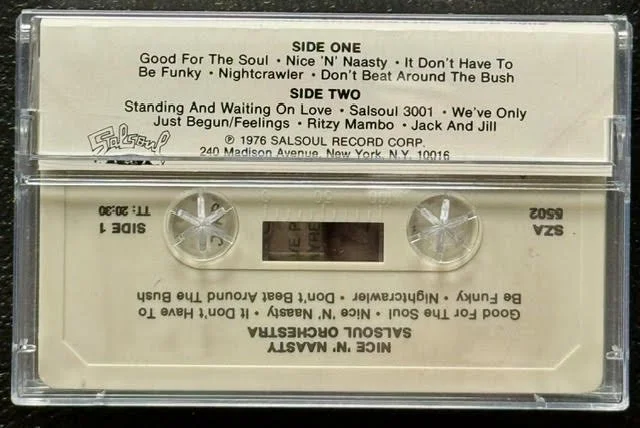 SIDE ONE
Good For The Soul • Nice 'N' Naasty • It Don't Have To
Be Funky • Nightcrawler • Don't Beat Around The Bush
SIDE TWO
Standing And Waiting On Love • Salsoul 3001 • We've Only
Just Begun/Feelings • Ritzy Mambo • Jack And Jill
℗ 1976 SALSOUL RECORD CORP.
240 Madison Avenue, New York, N.Y. 10016
Salsoul
NICE 'N' NAASTY
SALSOUL ORCHESTRA
Good For The Soul • Nice 'N' Naasty • It Don't Have To
Be Funky • Nightcrawler • Don't Beat Around The Bush
SZA
5502
SIDE 1
TT: 20:30